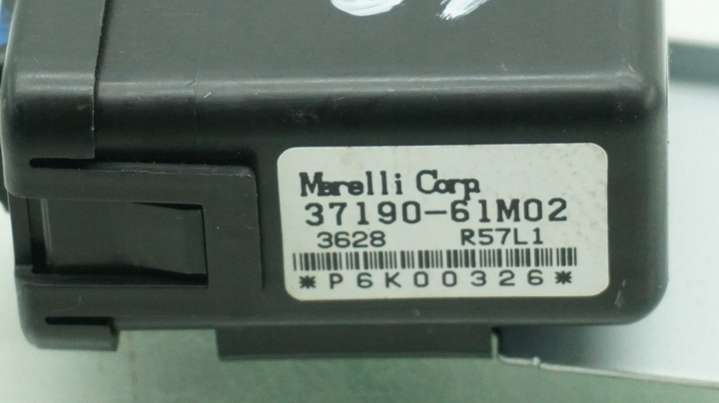 Marelli Corp
37190-61M02
3628 R57L1
*P6K00326*